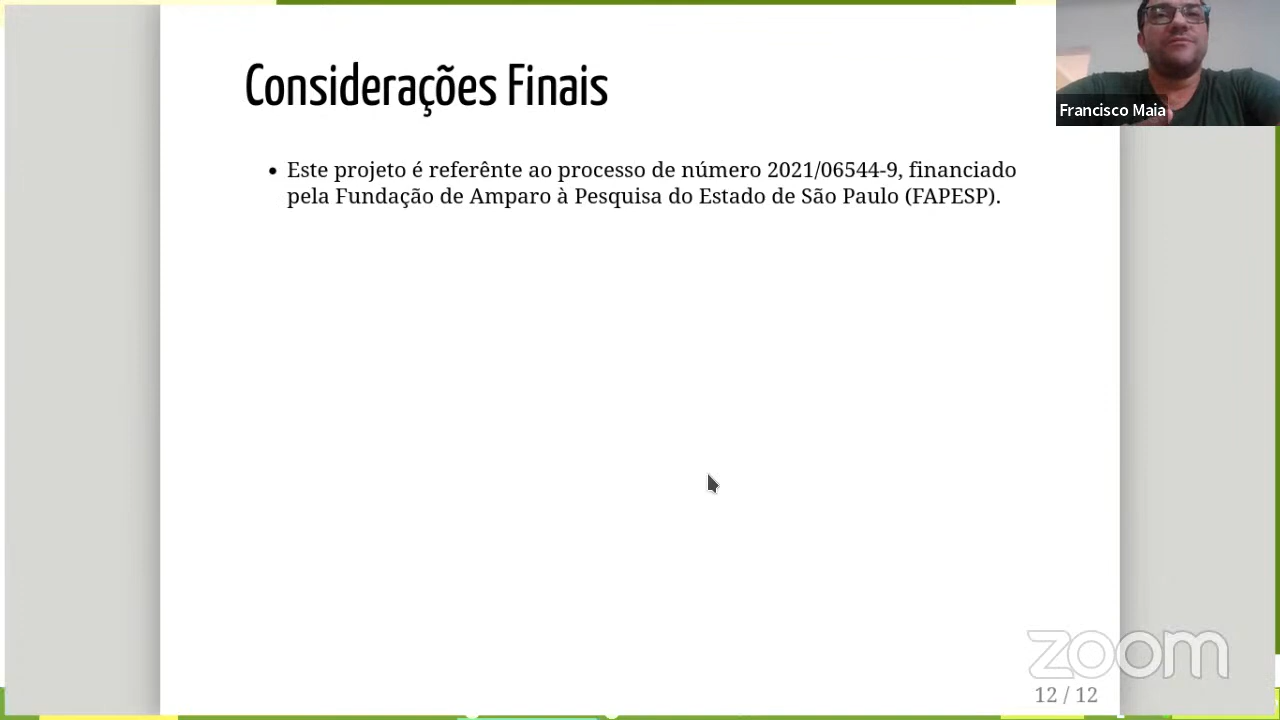 Considerações Finais
Francisco Maia
• Este projeto é referênte ao processo de número 2021/06544-9, financiado
pela Fundação de Amparo à Pesquisa do Estado de São Paulo (FAPESP).
zoom
12 / 12